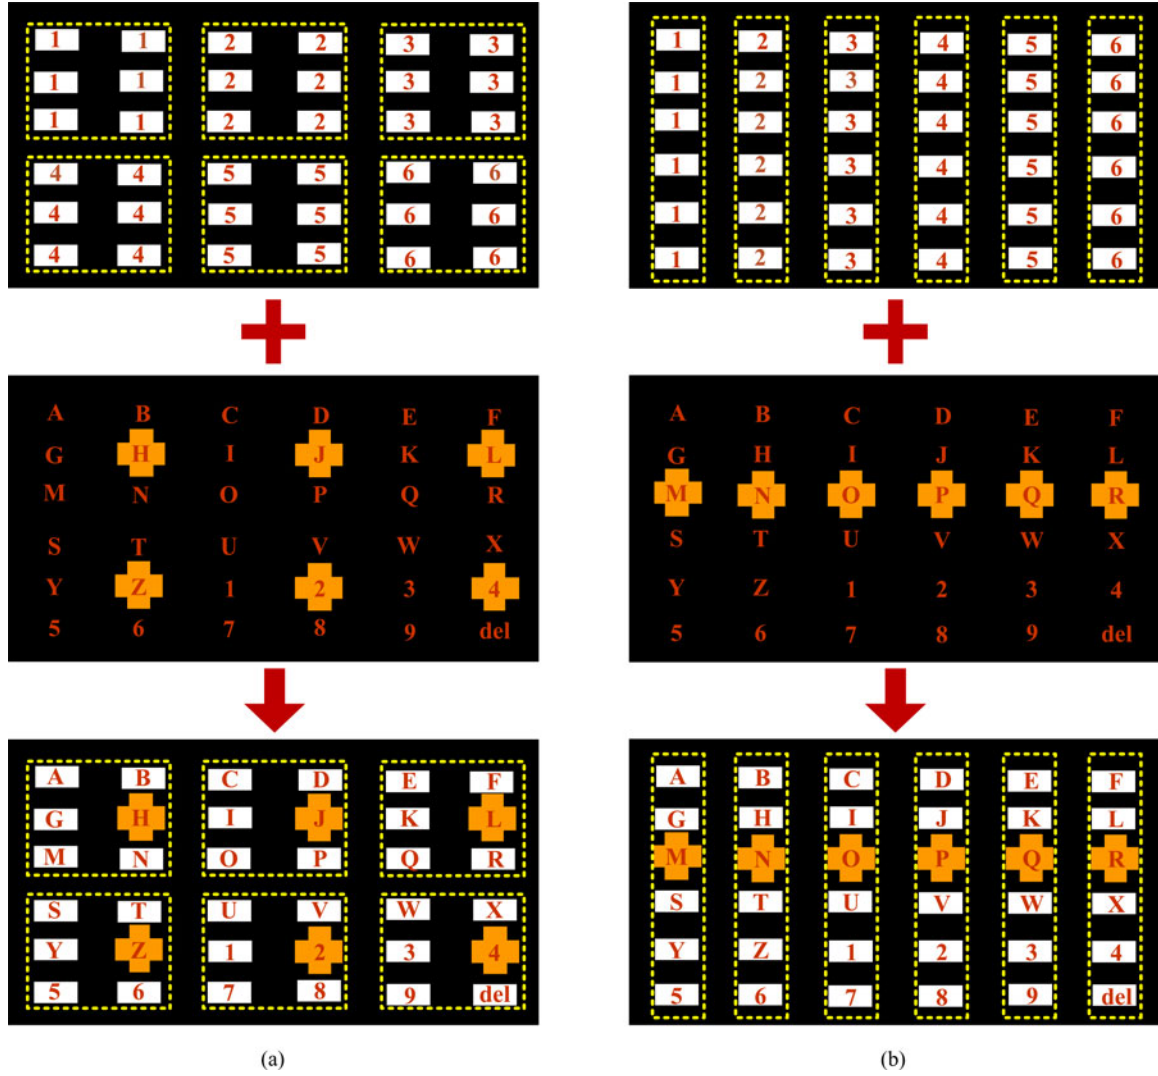 1 1 2 2 3 3
1 1 2 2 3 3
1 1 2 2 3 3
4 4 5 5 6 6
4 4 5 5 6 6
4 4 5 5 6 6
A B C D E F
G H I J K L
M N O P Q R
S T U V W X
Y Z 1 2 3 4
5 6 7 8 9 del
A B C D E F
G H I J K L
M N O P Q R
S T U V W X
Y Z 1 2 3 4
5 6 7 8 9 del
(a)
1 2 3 4 5 6
1 2 3 4 5 6
1 2 3 4 5 6
1 2 3 4 5 6
1 2 3 4 5 6
1 2 3 4 5 6
A B C D E F
G H I J K L
M N O P Q R
S T U V W X
Y Z 1 2 3 4
5 6 7 8 9 del
A B C D E F
G H I J K L
M N O P Q R
S T U V W X
Y Z 1 2 3 4
5 6 7 8 9 del
(b)